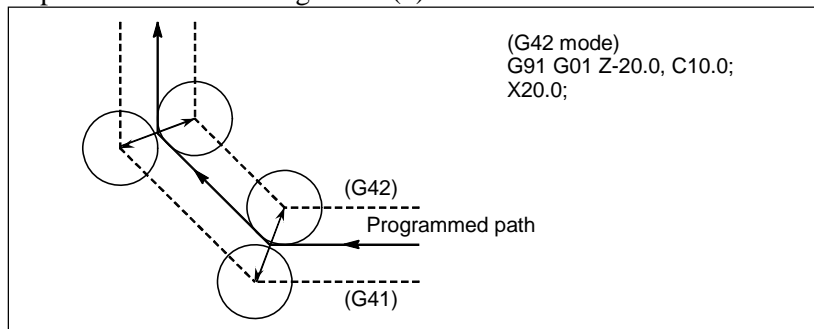 (G42 mode)
G91 G01 Z-20.0, C10.0;
X20.0;
(G42)
Programmed path
(G41)